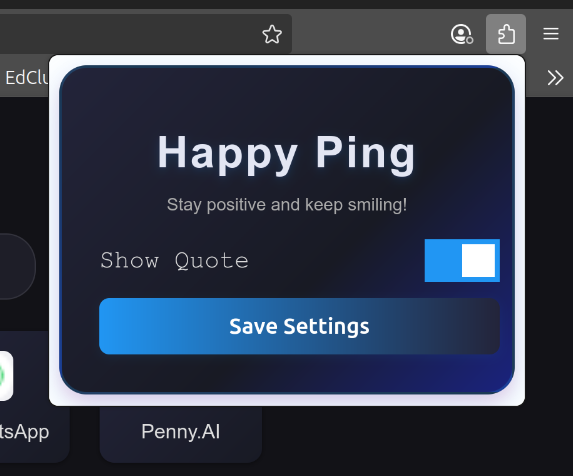 EdClu
Happy Ping
Stay positive and keep smiling!
Show Quote
Save Settings
tsApp
Penny.AI